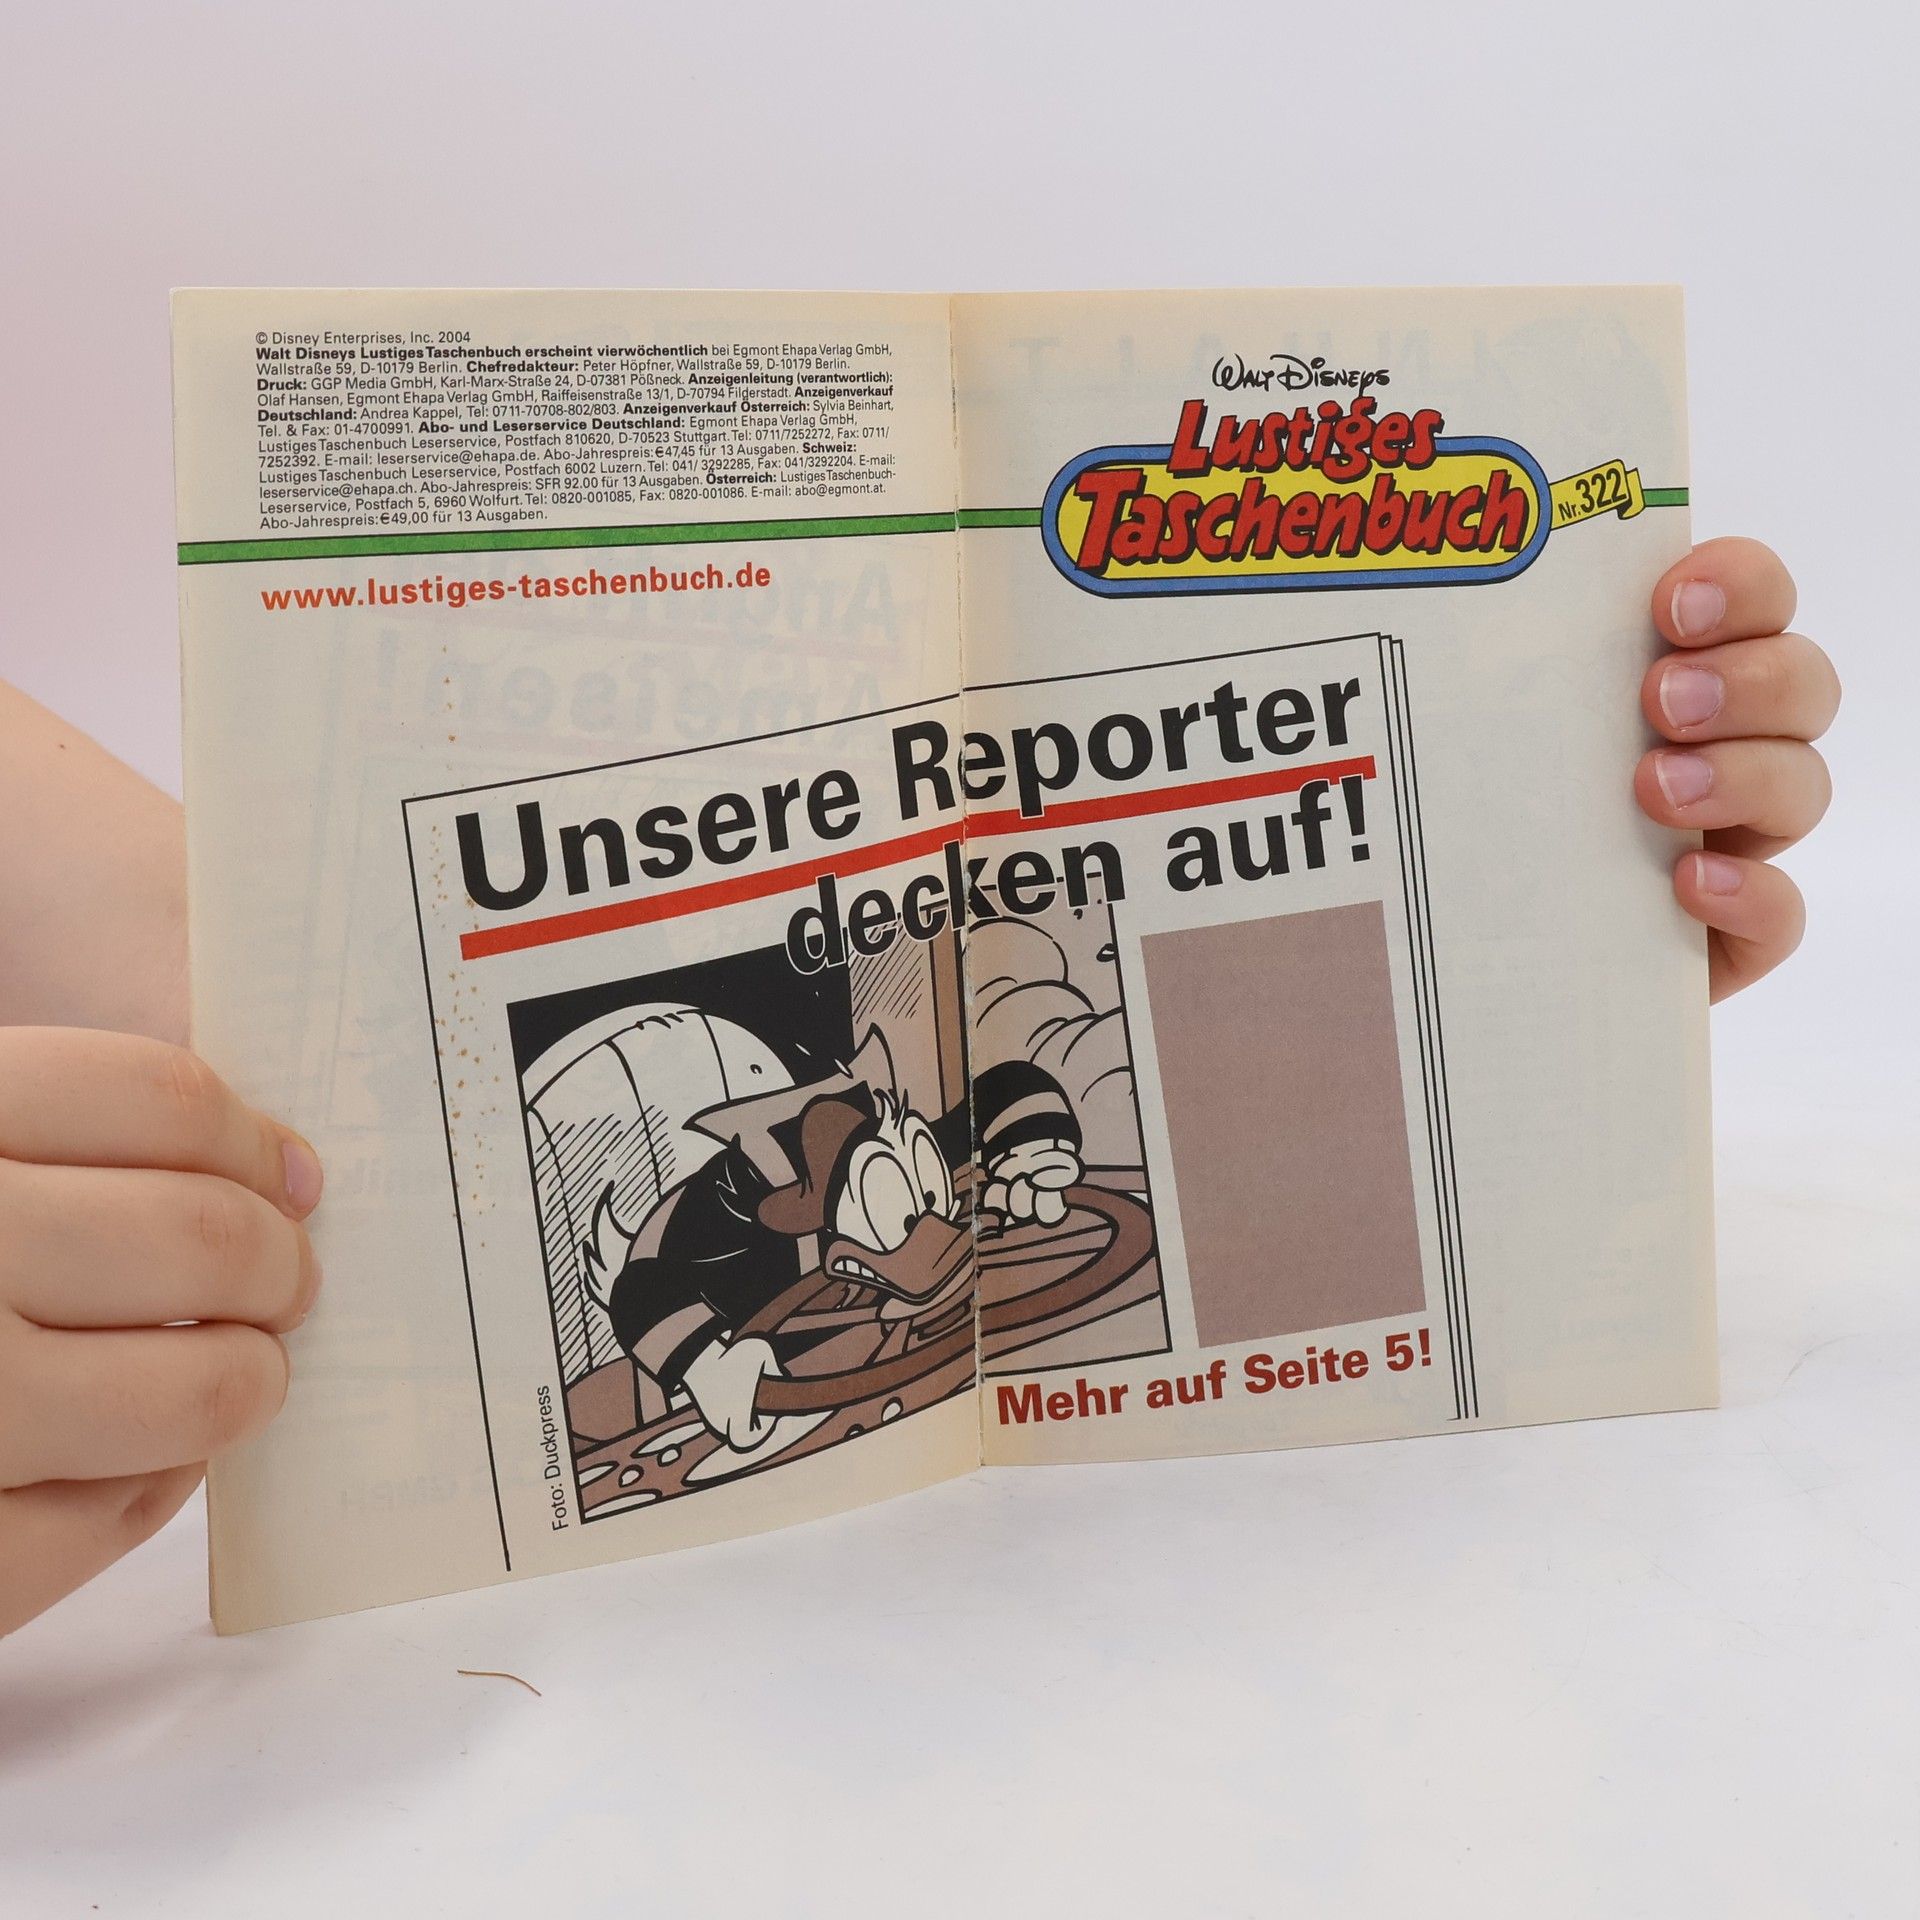 © Disney Enterprises, Inc. 2004
Walt Disneys Lustiges Taschenbuch erscheint vierwöchentlich bei Egmont Ehapa Verlag GmbH,
Wallstraße 59, D-10179 Berlin. Chefredakteur: Peter Höpfner, Wallstraße 59, D-10179 Berlin.
Druck: GGP Media GmbH, Karl-Marx-Straße 24, D-07381 Pößneck. Anzeigenleitung (verantwortlich):
Olaf Hansen, Egmont Ehapa Verlag GmbH, Raiffeisenstraße 13/1, D-70794 Filderstadt. Anzeigenverkauf
Deutschland: Andrea Kappel, Tel: 0711-70708-802/803. Anzeigenverkauf Österreich: Sylvia Beinhart,
Tel. & Fax: 01-4700991. Abo- und Leserservice Deutschland: Egmont Ehapa Verlag GmbH,
Lustiges Taschenbuch Leserservice, Postfach 810620, D-70523 Stuttgart. Tel: 0711/7252272, Fax: 0711/
7252392. E-mail: leserservice@ehapa.de. Abo-Jahrespreis: €47,45 für 13 Ausgaben. Schweiz:
Lustiges Taschenbuch Leserservice, Postfach 6002 Luzern. Tel: 041/ 3292285, Fax: 041/3292204. E-mail:
leserservice@ehapa.ch. Abo-Jahrespreis: SFR 92.00 für 13 Ausgaben. Österreich: Lustiges Taschenbuch-
Leserservice, Postfach 5, 6960 Wolfurt. Tel: 0820-001085, Fax: 0820-001086. E-mail: abo@egmont.at.
Abo-Jahrespreis: €49,00 für 13 Ausgaben.
www.lustiges-taschenbuch.de
Walt Disneys
Lustiges
Taschenbuch
Nr. 322
Unsere Reporter
decken auf!
Foto: Duckpress
Mehr auf Seite 5!